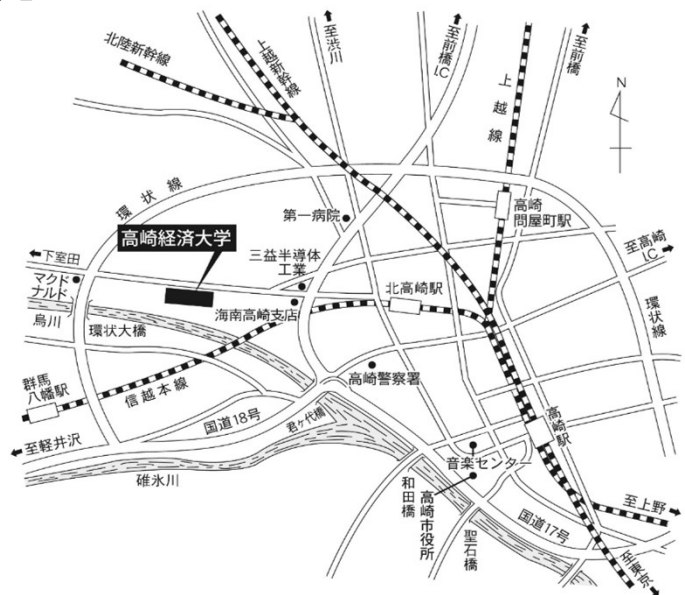 北陸新幹線
上越新幹線
至渋川
至前橋
LC
上越線
至前橋
N
環状線
第一病院
高崎
問屋町駅
高崎経済大学
三益半導体
工業
至高崎
LC
下室田
マクド
ナルド
北高崎駅
海南高崎支店
烏川
環状大橋
環状線
群馬
八幡駅
信越本線
高崎警察署
国道18号
君ヶ代橋
高崎駅
至軽井沢
音楽センター
碓氷川
和田橋
高崎市役所
聖石橋
国道17号
至上野
至東京